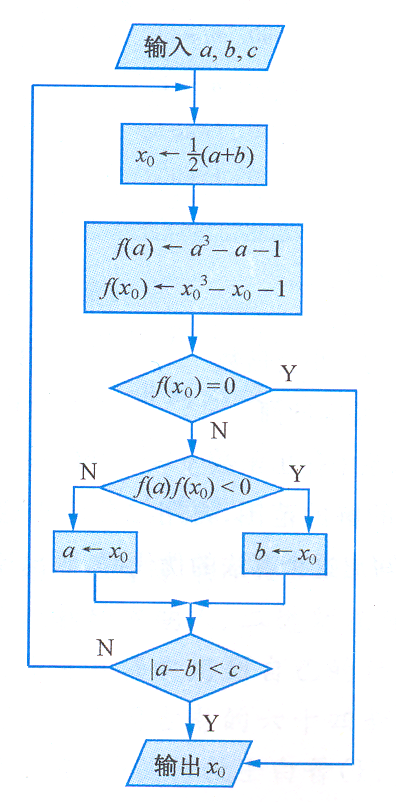 输入 a, b, c
x₀ ← ½(a+b)
f(a) ← a³ − a − 1
f(x₀) ← x₀³ − x₀ − 1
f(x₀)=0
Y
N
N
f(a)f(x₀)<0
Y
a ← x₀
b ← x₀
N
|a−b|<c
Y
输出 x₀